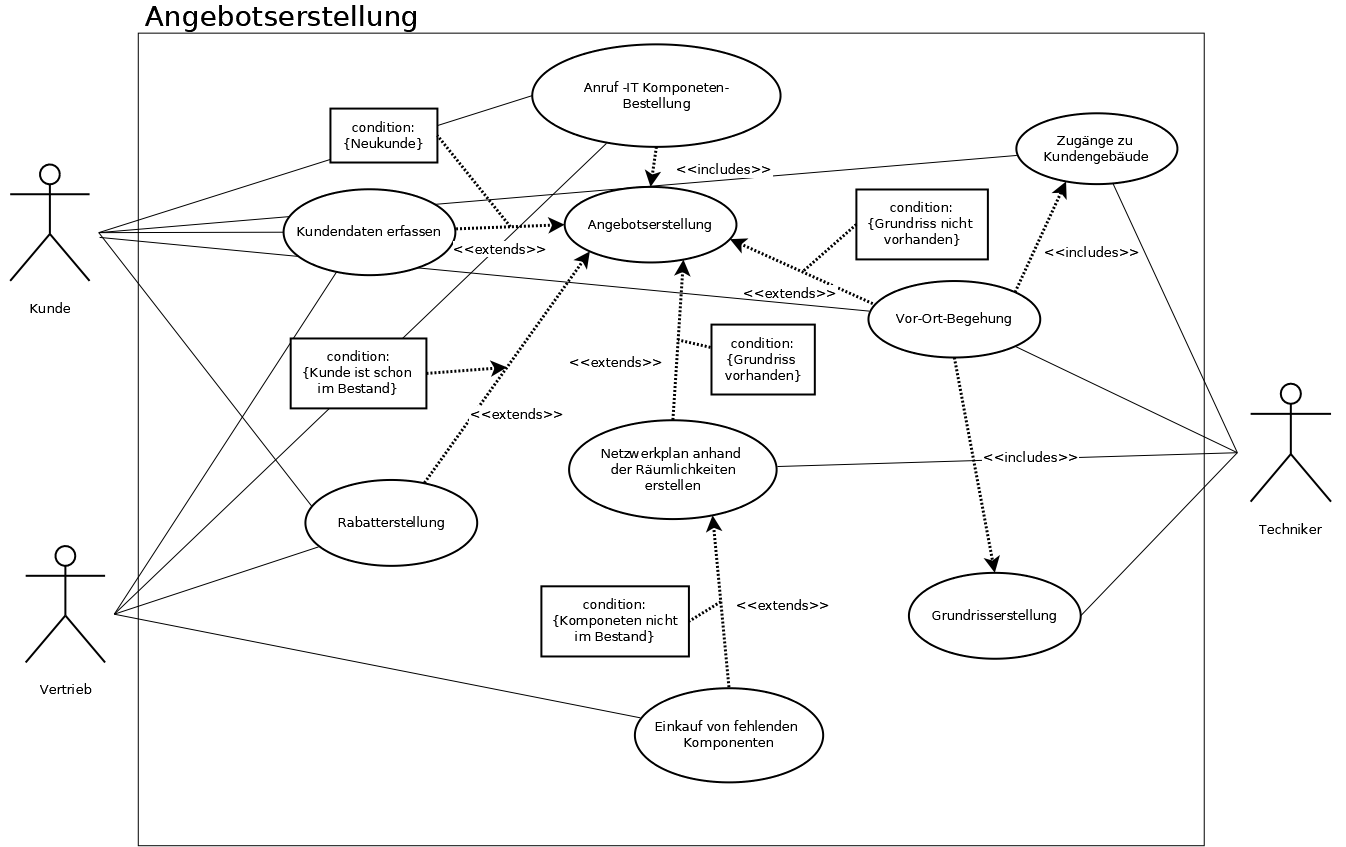 Angebotserstellung
Anruf -IT Komponeten-
Bestellung
condition:
{Neukunde}
Zugänge zu
Kundengebäude
<<includes>>
Kundendaten erfassen
Angebotserstellung
condition:
{Grundriss nicht
vorhanden}
<<extends>>
<<includes>>
Kunde
<<extends>>
Vor-Ort-Begehung
condition:
{Kunde ist schon
im Bestand}
<<extends>>
condition:
{Grundriss
vorhanden}
<<extends>>
Netzwerkplan anhand
der Räumlichkeiten
erstellen
<<includes>>
Rabatterstellung
Techniker
condition:
{Komponeten nicht
im Bestand}
<<extends>>
Grundrisserstellung
Vertrieb
Einkauf von fehlenden
Komponenten